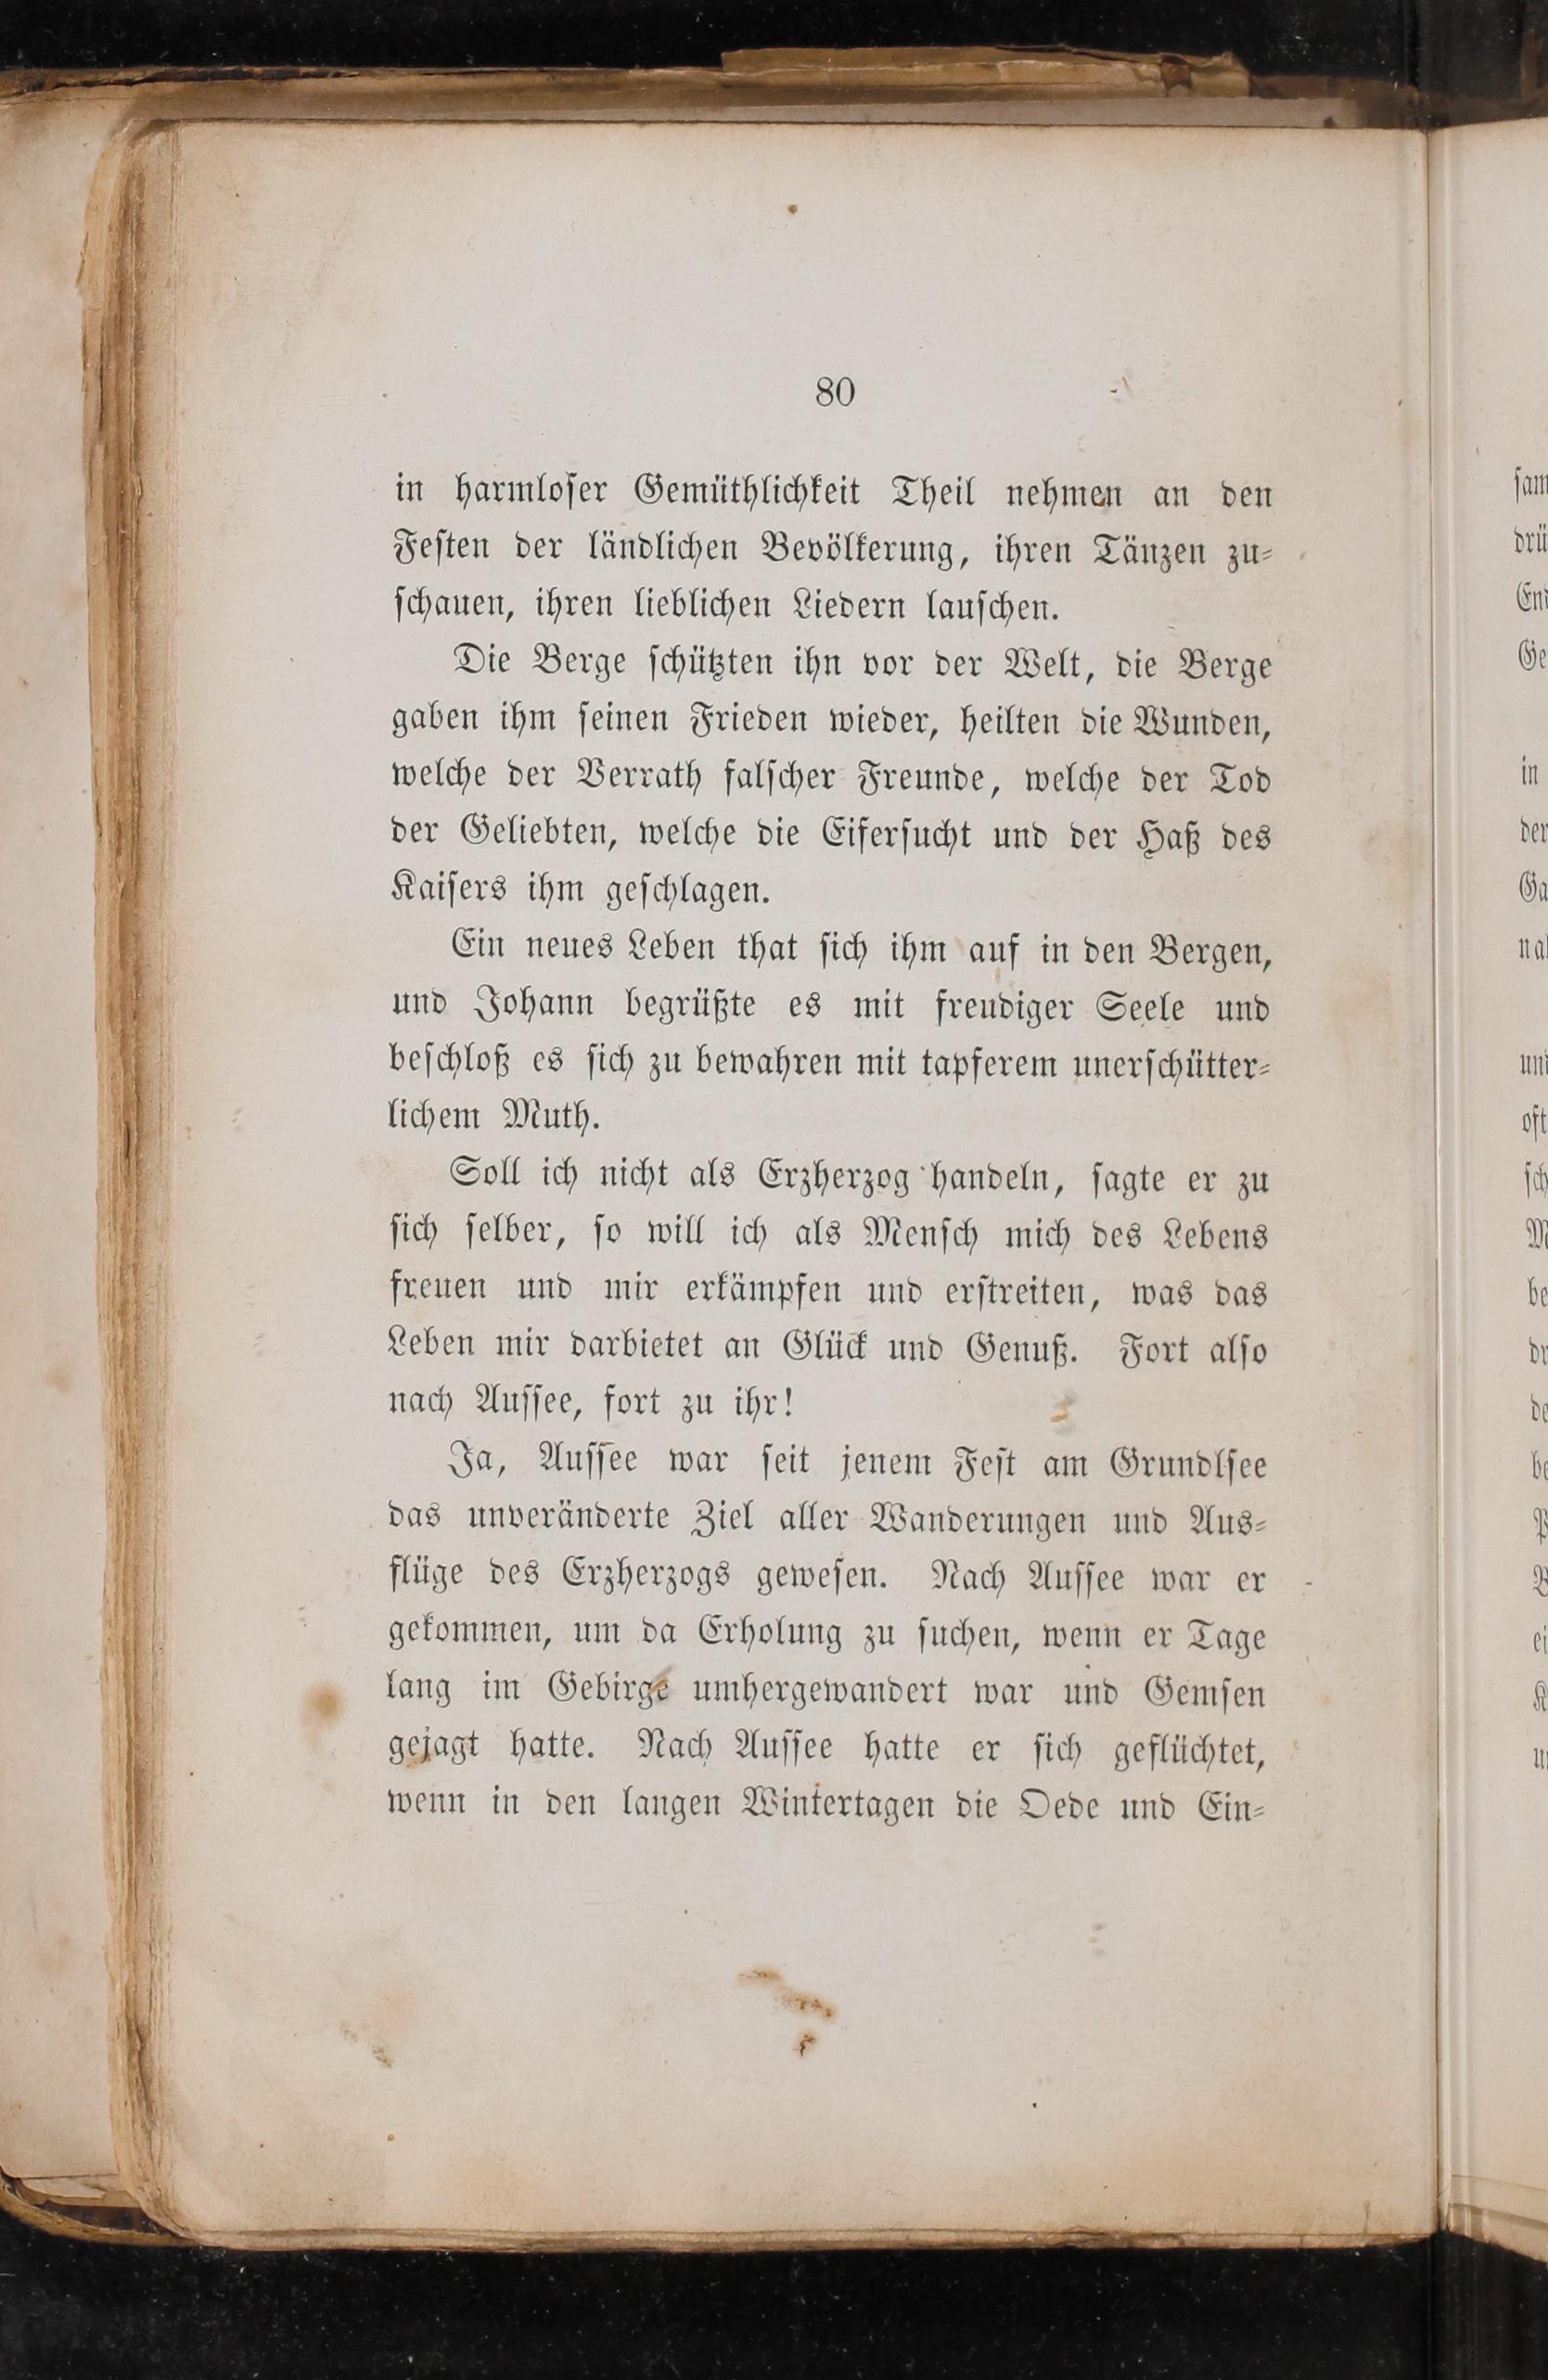 80
in harmloser Gemüthlichkeit Theil nehmen an den
Festen der ländlichen Bevölkerung, ihren Tänzen zu-
schauen, ihren lieblichen Liedern lauschen.
Die Berge schützten ihn vor der Welt, die Berge
gaben ihm seinen Frieden wieder, heilten die Wunden,
welche der Verrath falscher Freunde, welche der Tod
der Geliebten, welche die Eifersucht und der Haß des
Kaisers ihm geschlagen.
Ein neues Leben that sich ihm auf in den Bergen,
und Johann begrüßte es mit freudiger Seele und
beschloß es sich zu bewahren mit tapferem unerschütter-
lichem Muth.
Soll ich nicht als Erzherzog handeln, sagte er zu
sich selber, so will ich als Mensch mich des Lebens
freuen und mir erkämpfen und erstreiten, was das
Leben mir darbietet an Glück und Genuß. Fort also
nach Aussee, fort zu ihr!
Ja, Aussee war seit jenem Fest am Grundlsee
das unveränderte Ziel aller Wanderungen und Aus-
flüge des Erzherzogs gewesen. Nach Aussee war er
gekommen, um da Erholung zu suchen, wenn er Tage
lang im Gebirge umhergewandert war und Gemsen
gejagt hatte. Nach Aussee hatte er sich geflüchtet,
wenn in den langen Wintertagen die Oede und Ein-